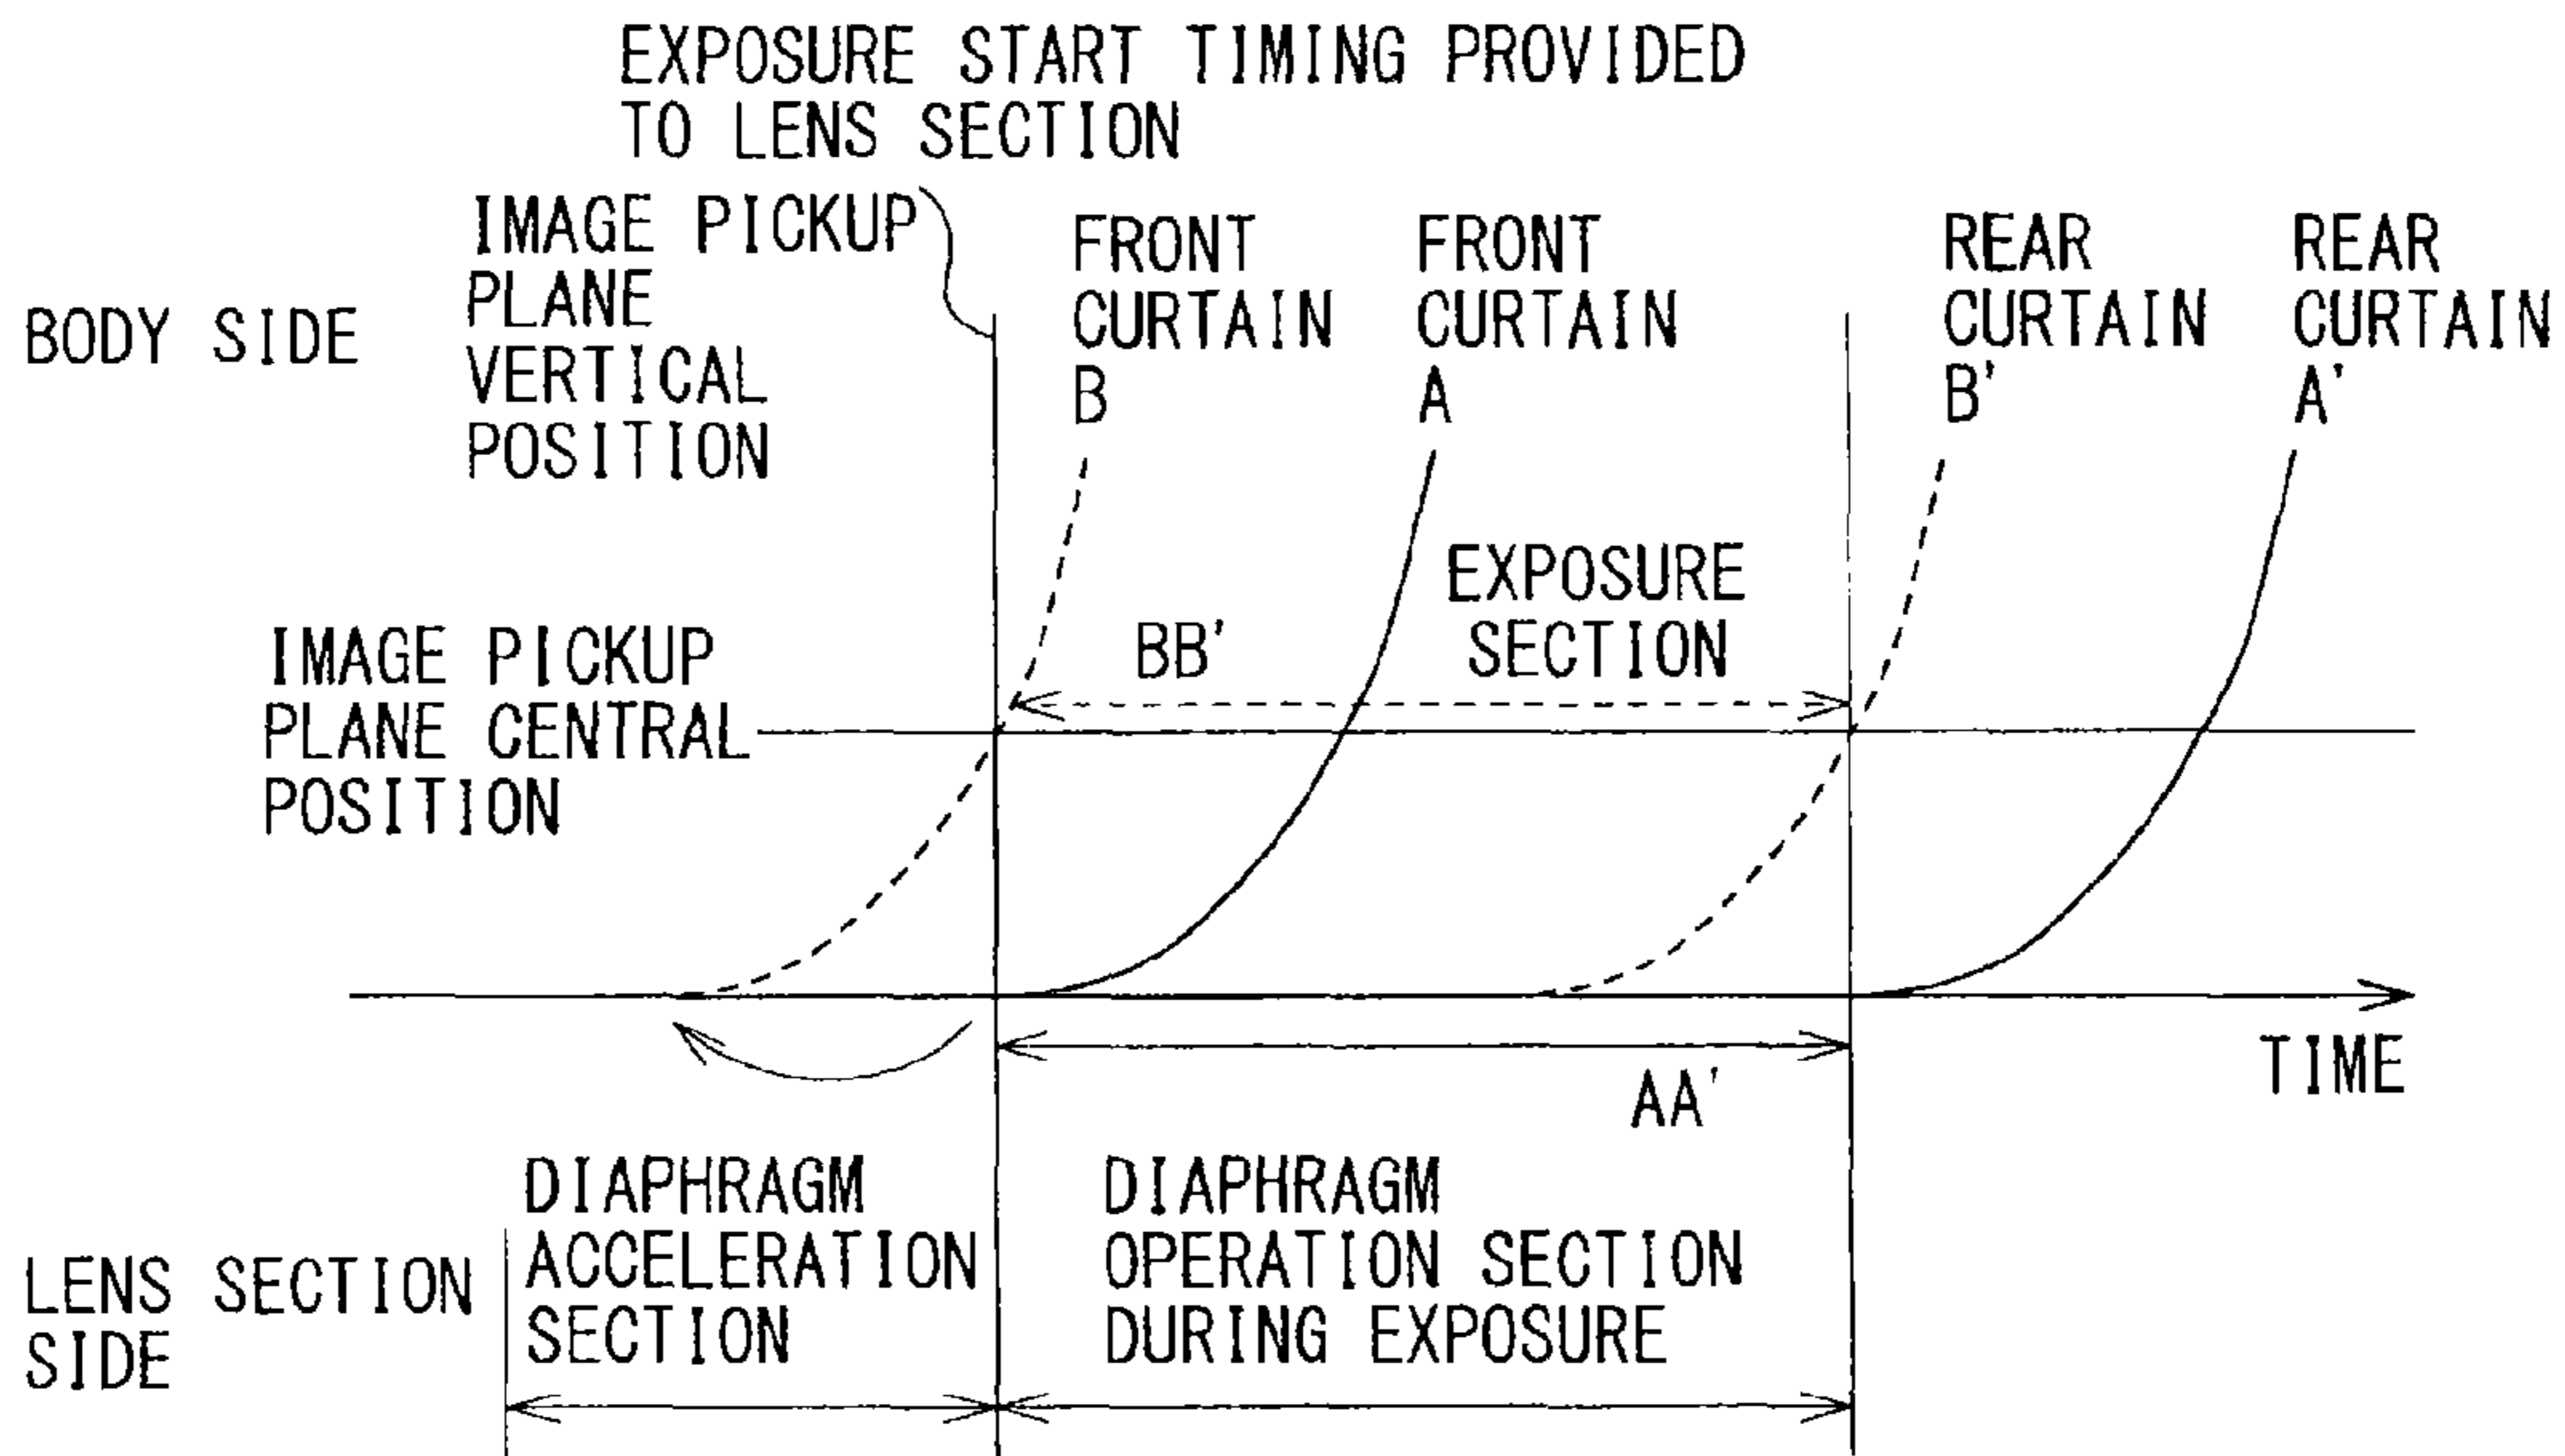 EXPOSURE START TIMING PROVIDED
TO LENS SECTION
IMAGE PICKUP
PLANE
VERTICAL
POSITION
BODY SIDE
FRONT
CURTAIN
B
FRONT
CURTAIN
A
REAR
CURTAIN
B'
REAR
CURTAIN
A'
EXPOSURE
SECTION
BB'
IMAGE PICKUP
PLANE CENTRAL
POSITION
TIME
AA'
DIAPHRAGM
ACCELERATION
SECTION
DIAPHRAGM
OPERATION SECTION
DURING EXPOSURE
LENS SECTION
SIDE